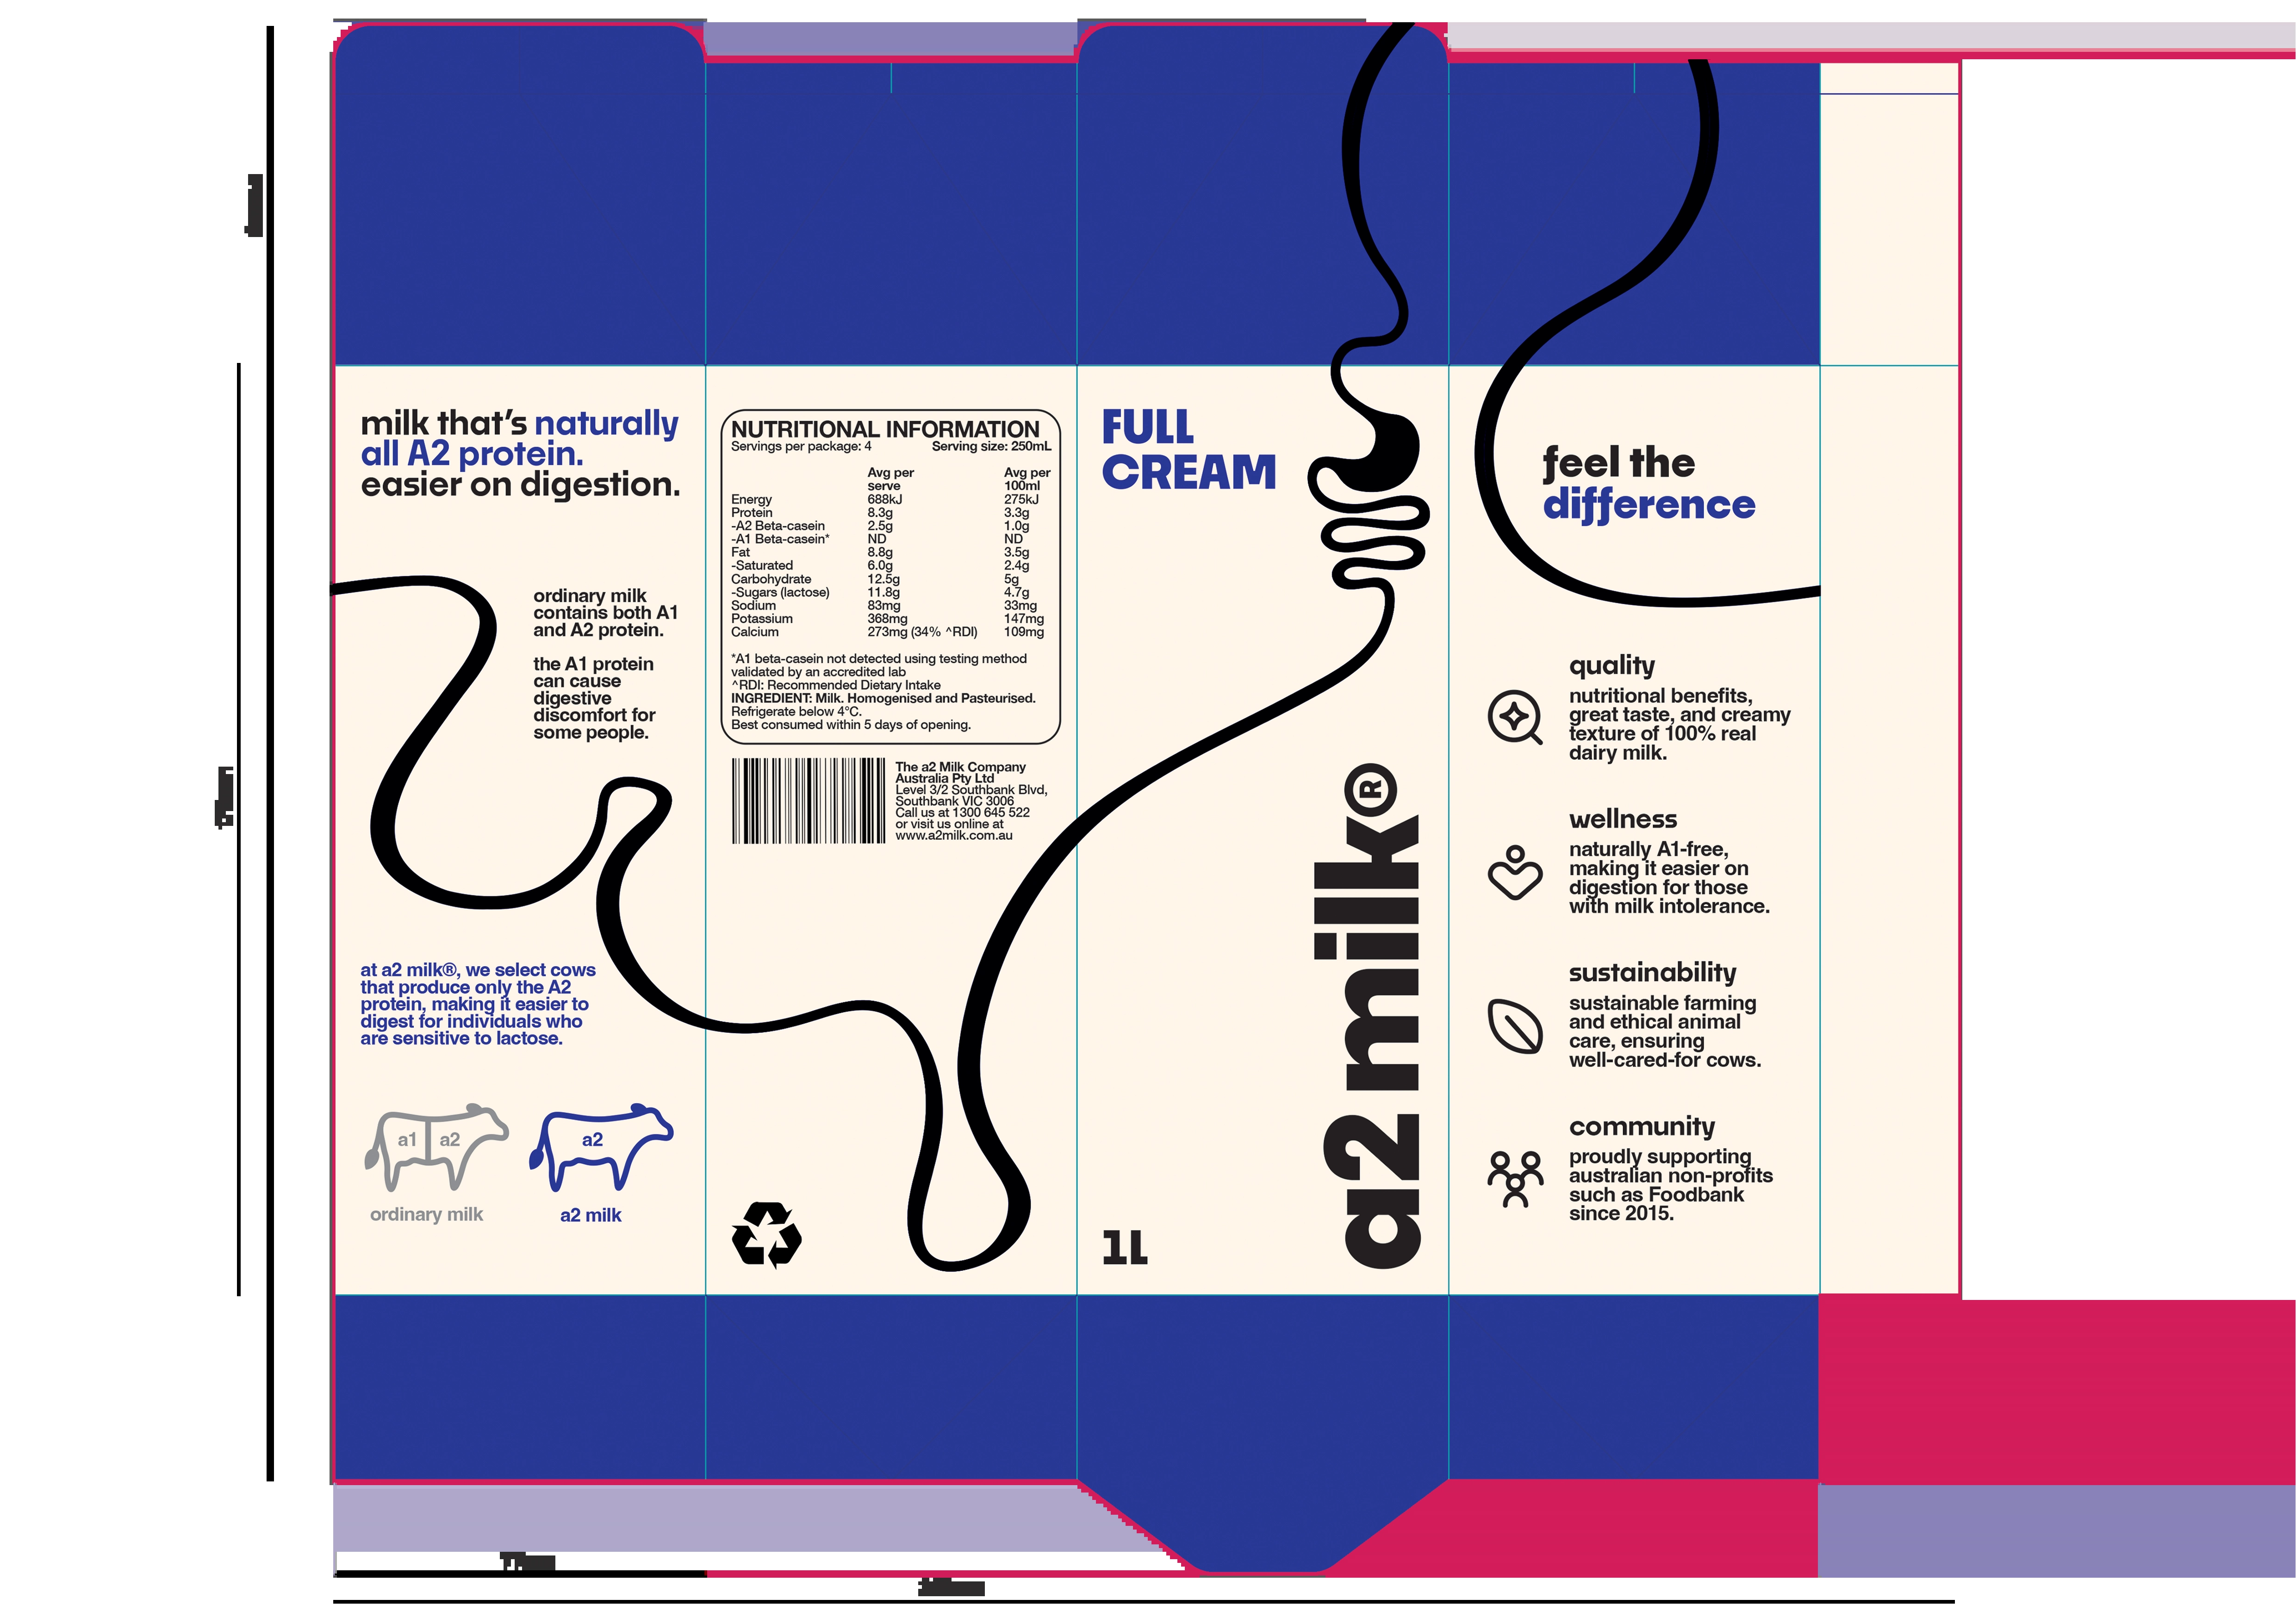 milk that's naturally
all A2 protein.
easier on digestion.
ordinary milk
contains both A1
and A2 protein.
the A1 protein
can cause
digestive
discomfort for
some people.
at a2 milk®, we select cows
that produce only the A2
protein, making it easier to
digest for individuals who
are sensitive to lactose.
a1 a2
a2
ordinary milk
a2 milk
NUTRITIONAL INFORMATION
Servings per package: 4 Serving size: 250mL
Avg per Avg per
serve 100ml
Energy 688kJ 275kJ
Protein 8.3g 3.3g
-A2 Beta-casein 2.5g 1.0g
-A1 Beta-casein* ND ND
Fat 8.8g 3.5g
-Saturated 6.0g 2.4g
Carbohydrate 12.5g 5g
-Sugars (lactose) 11.8g 4.7g
Sodium 83mg 33mg
Potassium 368mg 147mg
Calcium 273mg (34% ^RDI) 109mg
*A1 beta-casein not detected using testing method
validated by an accredited lab
^RDI: Recommended Dietary Intake
INGREDIENT: Milk. Homogenised and Pasteurised.
Refrigerate below 4°C.
Best consumed within 5 days of opening.
The a2 Milk Company
Australia Pty Ltd
Level 3/2 Southbank Blvd,
Southbank VIC 3006
Call us at 1300 645 522
or visit us online at
www.a2milk.com.au
FULL
CREAM
a2 milk®
1L
feel the
difference
quality
nutritional benefits,
great taste, and creamy
texture of 100% real
dairy milk.
wellness
naturally A1-free,
making it easier on
digestion for those
with milk intolerance.
sustainability
sustainable farming
and ethical animal
care, ensuring
well-cared-for cows.
community
proudly supporting
australian non-profits
such as Foodbank
since 2015.